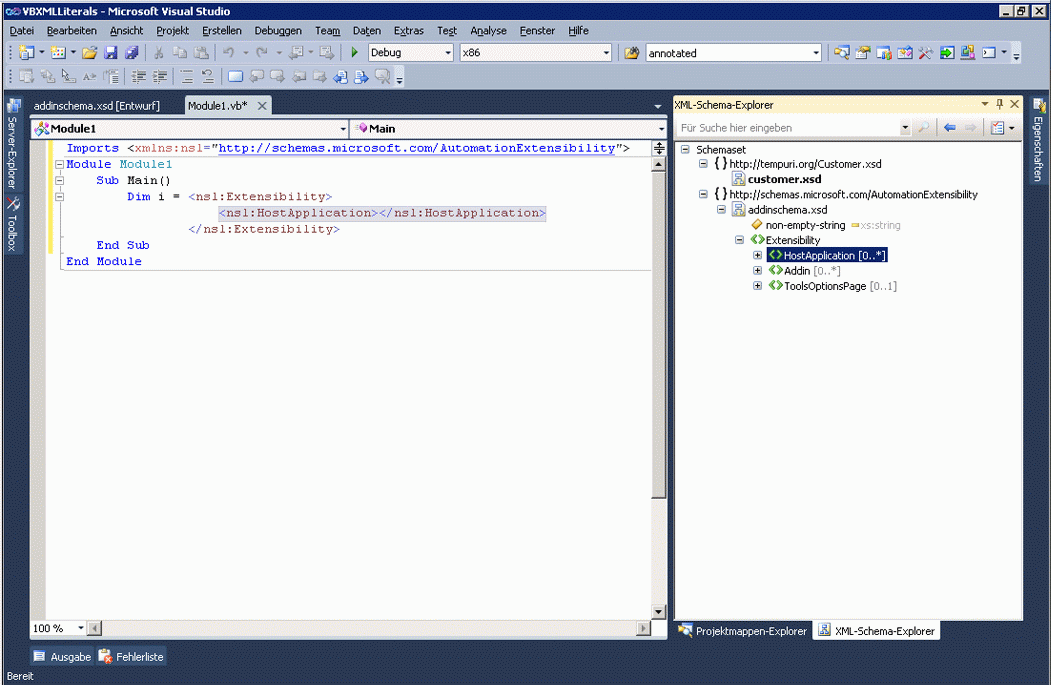 VBXMLLiterals - Microsoft Visual Studio
Datei Bearbeiten Ansicht Projekt Erstellen Debuggen Team Daten Extras Test Analyse Fenster Hilfe
Debug x86 annotated
Server-Explorer
Toolbox
addinschema.xsd [Entwurf] Module1.vb*
Module1 Main
Imports <xmlns:nsl="http://schemas.microsoft.com/AutomationExtensibility">
Module Module1
Sub Main()
Dim i = <nsl:Extensibility>
<nsl:HostApplication></nsl:HostApplication>
</nsl:Extensibility>
End Sub
End Module
100 %
XML-Schema-Explorer
Für Suche hier eingeben
Schemaset
{ } http://tempuri.org/Customer.xsd
customer.xsd
{ } http://schemas.microsoft.com/AutomationExtensibility
addinschema.xsd
non-empty-string xs:string
Extensibility
HostApplication [0..*]
Addin [0..*]
ToolsOptionsPage [0..1]
Projektmappen-Explorer XML-Schema-Explorer
Eigenschaften
Ausgabe Fehlerliste
Bereit